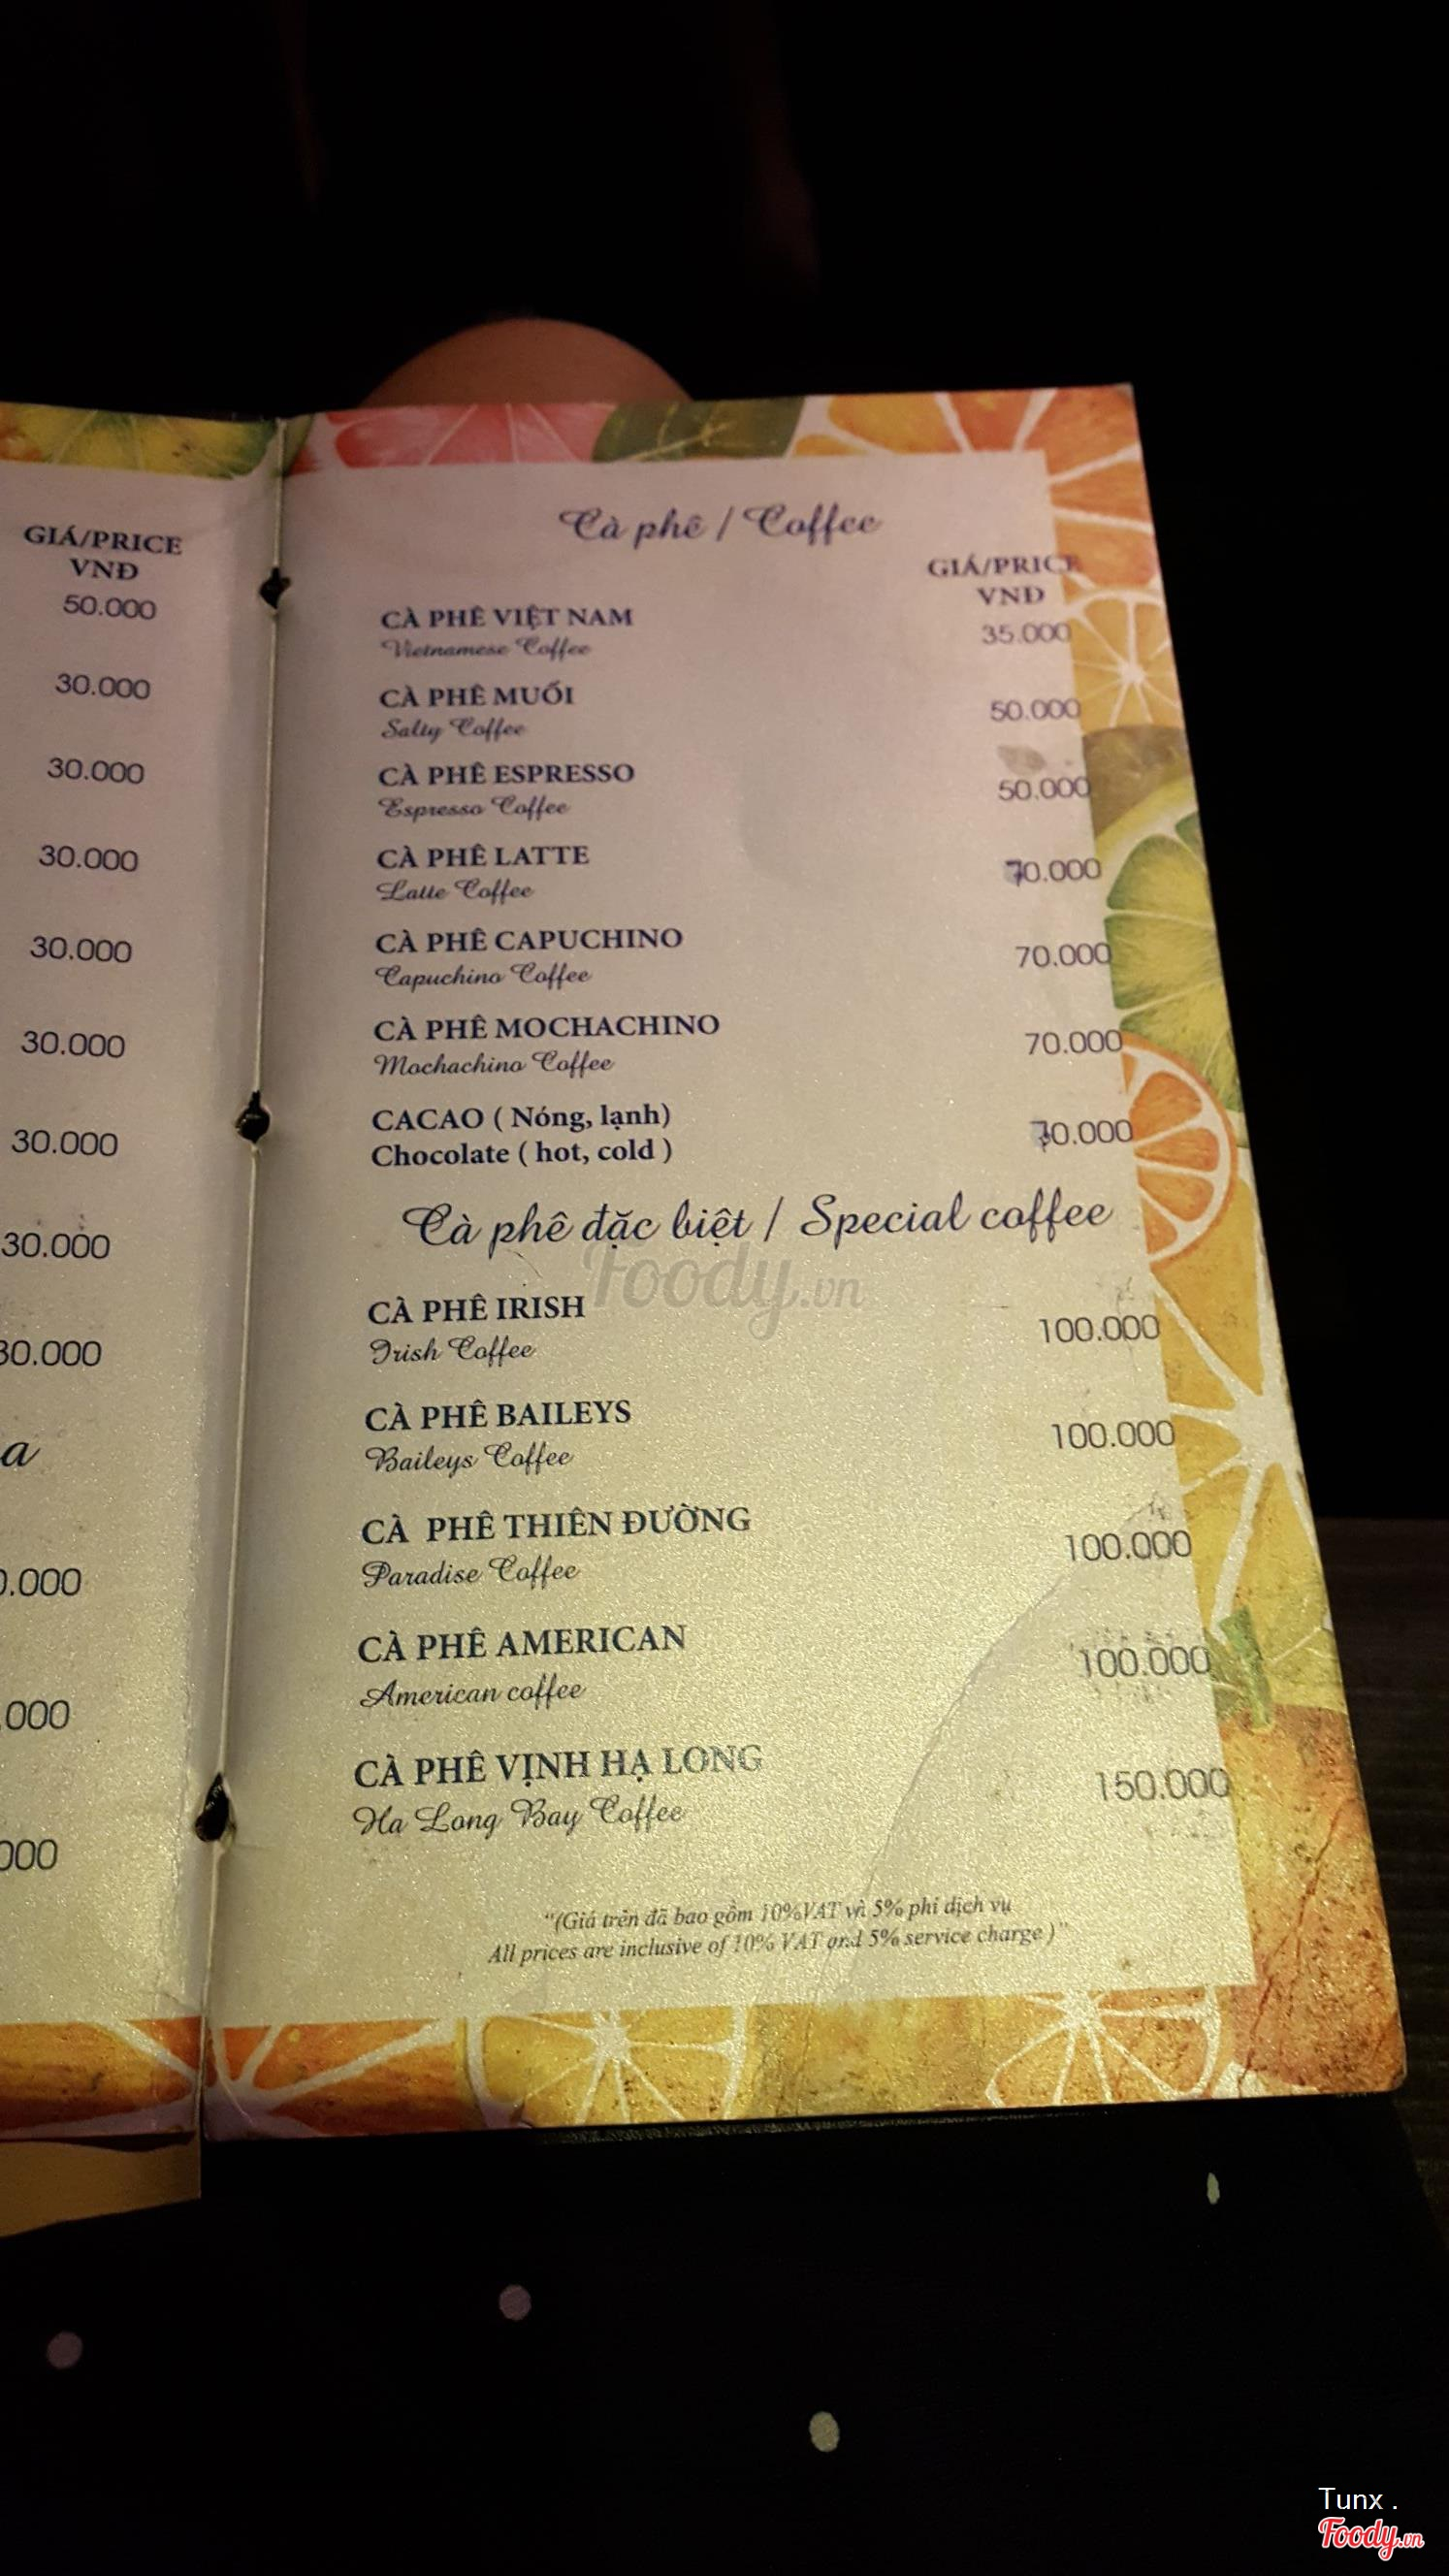 GIÁ/PRICE
VNĐ
50.000
30.000
30.000
30.000
30.000
30.000
30.000
30.000
30.000
a
.000
.000
000
Cà phê / Coffee
GIÁ/PRICE
VNĐ
CÀ PHÊ VIỆT NAM 35.000
Vietnamese Coffee
CÀ PHÊ MUỐI 50.000
Salty Coffee
CÀ PHÊ ESPRESSO 50.000
Espresso Coffee
CÀ PHÊ LATTE 70.000
Latte Coffee
CÀ PHÊ CAPUCHINO 70.000
Capuchino Coffee
CÀ PHÊ MOCHACHINO 70.000
Mochachino Coffee
CACAO ( Nóng, lạnh) 70.000
Chocolate ( hot, cold )
Cà phê đặc biệt / Special coffee
Foody.vn
CÀ PHÊ IRISH 100.000
Irish Coffee
CÀ PHÊ BAILEYS 100.000
Baileys Coffee
CÀ PHÊ THIÊN ĐƯỜNG 100.000
Paradise Coffee
CÀ PHÊ AMERICAN 100.000
American coffee
CÀ PHÊ VỊNH HẠ LONG 150.000
Ha Long Bay Coffee
“(Giá trên đã bao gồm 10%VAT và 5% phí dịch vụ
All prices are inclusive of 10% VAT and 5% service charge )”
Tunx .
Foody.vn